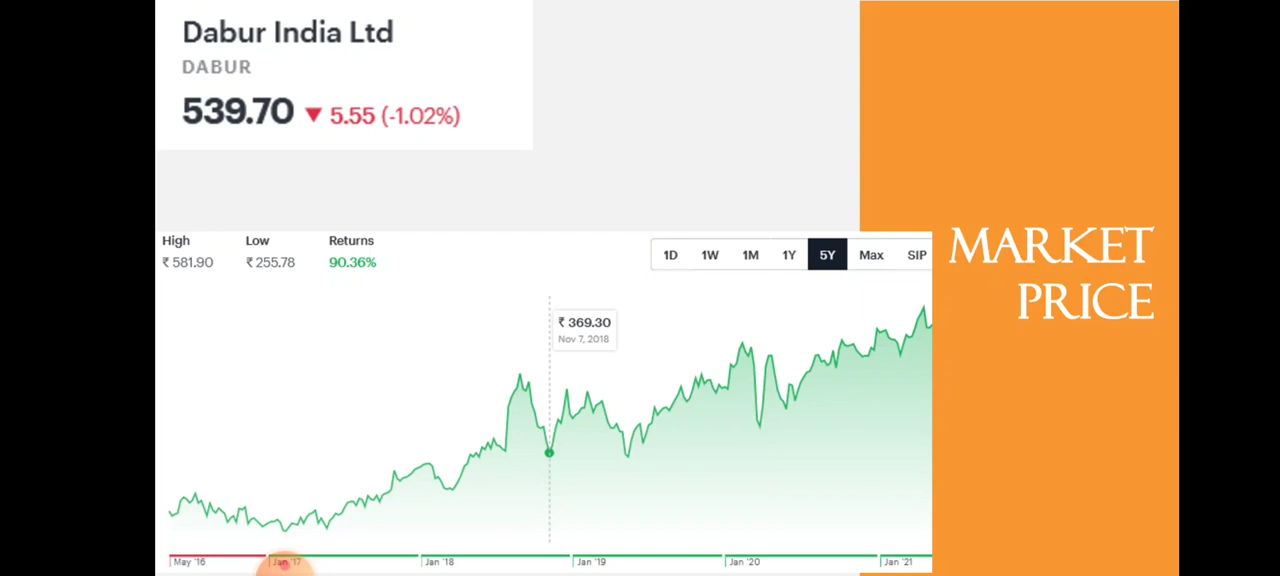 Dabur India Ltd
DABUR
539.70 ▼ 5.55 (-1.02%)
High Low Returns
₹ 581.90 ₹ 255.78 90.36%
1D 1W 1M 1Y 5Y Max SIP
MARKET
PRICE
₹ 369.30
Nov 7, 2018
May '16 Jan '17 Jan '18 Jan '19 Jan '20 Jan '21